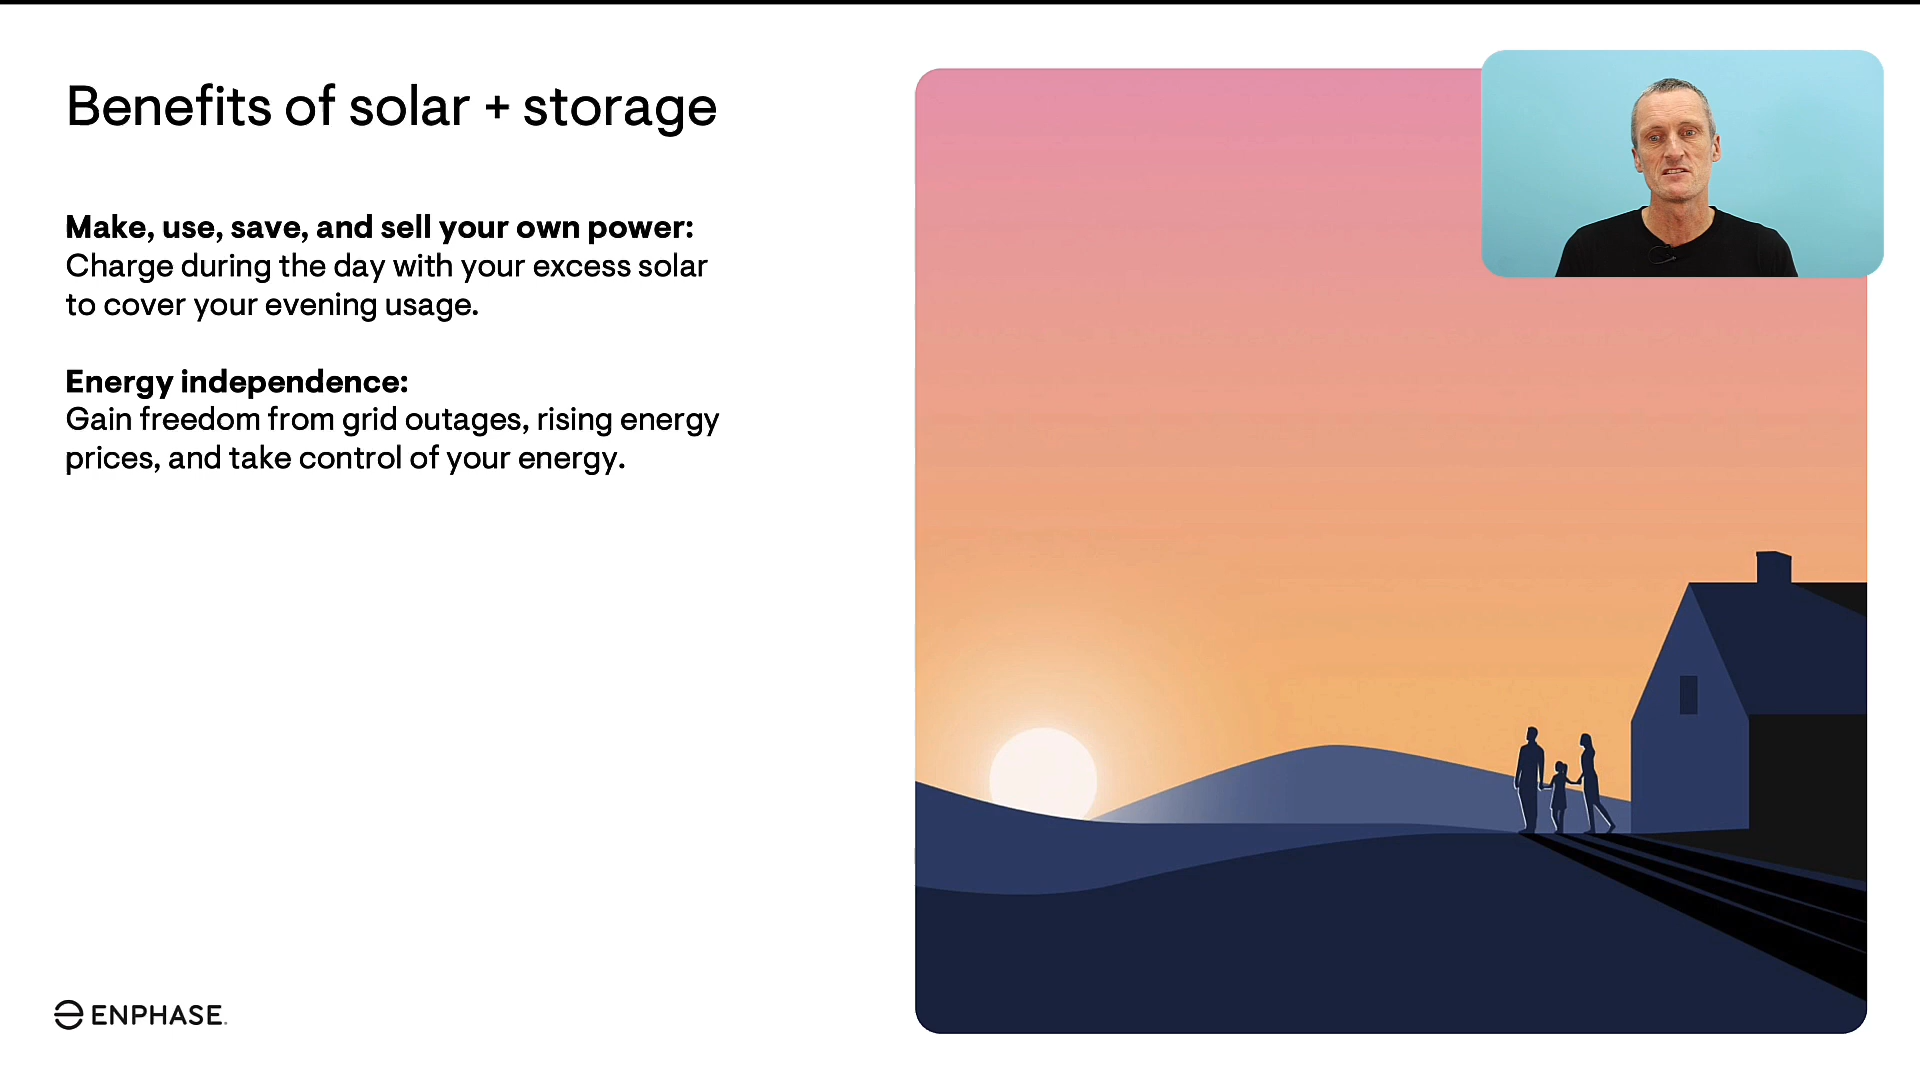 Benefits of solar + storage
Make, use, save, and sell your own power:
Charge during the day with your excess solar
to cover your evening usage.
Energy independence:
Gain freedom from grid outages, rising energy
prices, and take control of your energy.
ENPHASE.